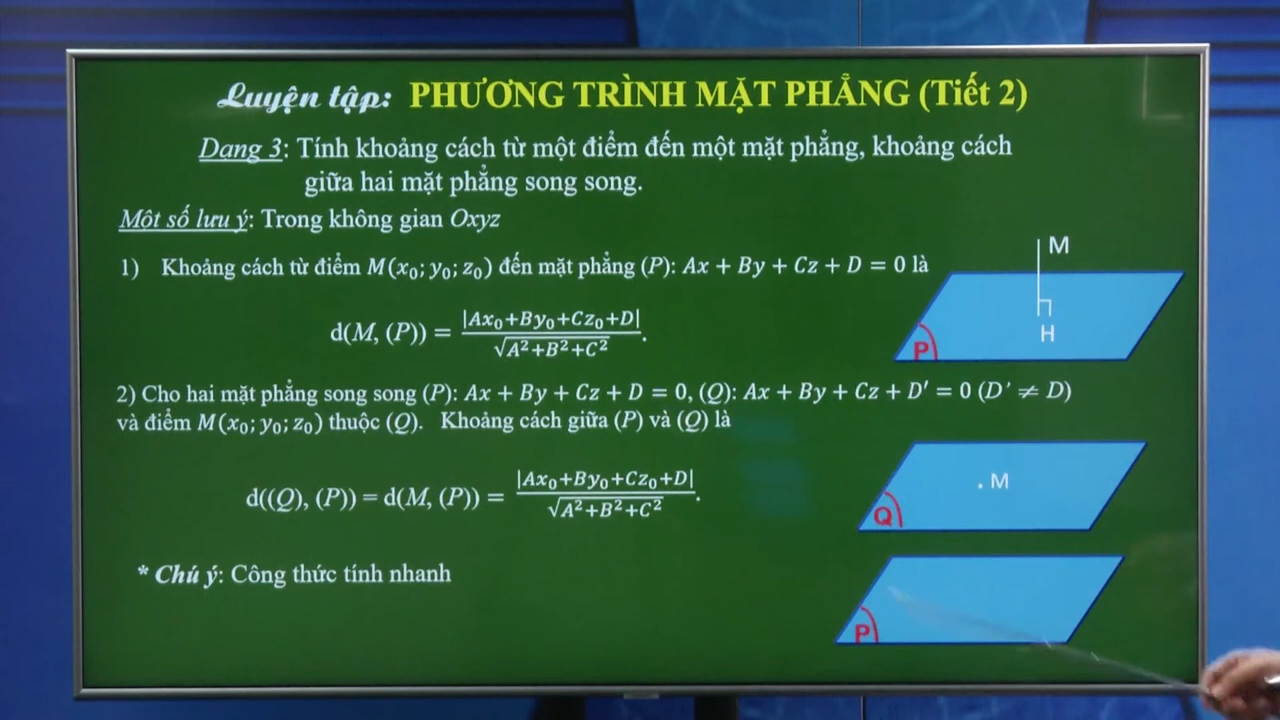 Luyện tập: PHƯƠNG TRÌNH MẶT PHẲNG (Tiết 2)
Dạng 3: Tính khoảng cách từ một điểm đến một mặt phẳng, khoảng cách
giữa hai mặt phẳng song song.
Một số lưu ý: Trong không gian Oxyz
1) Khoảng cách từ điểm M(x₀; y₀; z₀) đến mặt phẳng (P): Ax + By + Cz + D = 0 là
d(M, (P)) = |Ax₀+By₀+Cz₀+D| / √A²+B²+C² .
M
H
P
2) Cho hai mặt phẳng song song (P): Ax + By + Cz + D = 0, (Q): Ax + By + Cz + D′ = 0 (D' ≠ D)
và điểm M(x₀; y₀; z₀) thuộc (Q). Khoảng cách giữa (P) và (Q) là
d((Q), (P)) = d(M, (P)) = |Ax₀+By₀+Cz₀+D| / √A²+B²+C² .
. M
Q
* Chú ý: Công thức tính nhanh
P